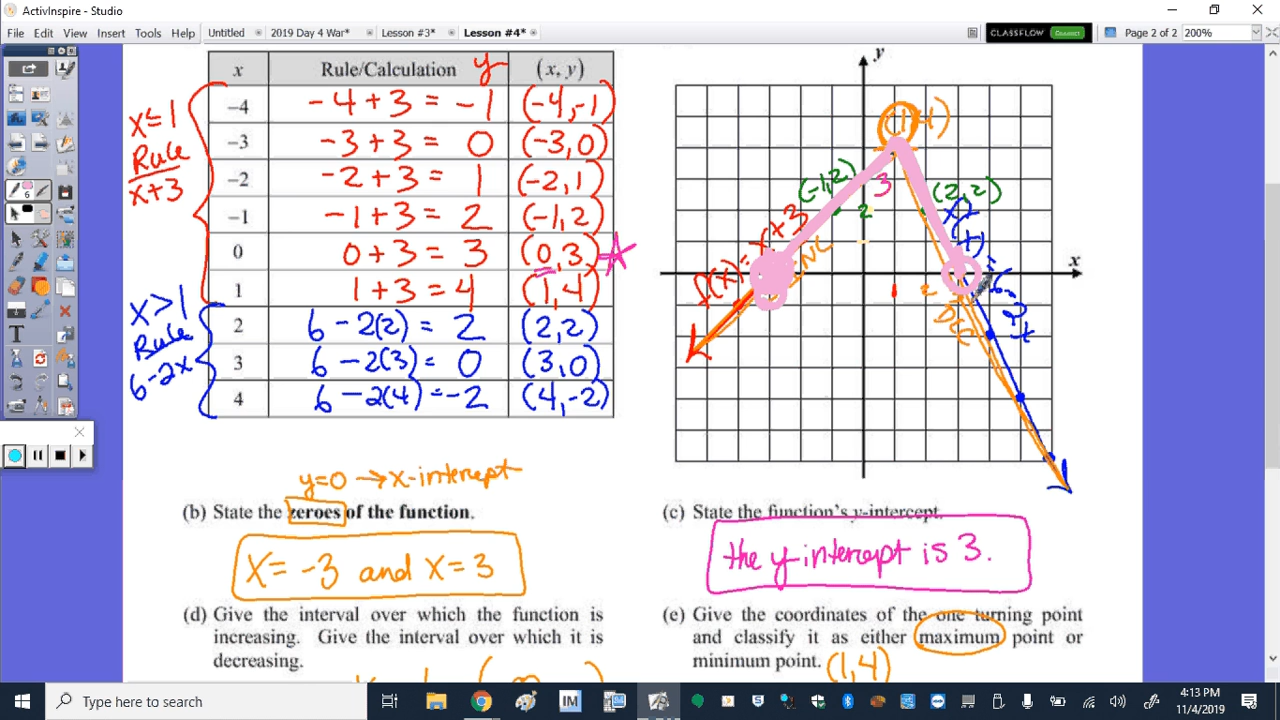 ActivInspire - Studio
File Edit View Insert Tools Help
Untitled 2019 Day 4 War* Lesson #3* Lesson #4*
CLASSFLOW Connect Page 2 of 2 200%
x Rule/Calculation y (x, y)
x ≤ 1
Rule
x+3
-4 -4 + 3 = -1 (-4,-1)
-3 -3 + 3 = 0 (-3,0)
-2 -2 + 3 = 1 (-2,1)
-1 -1 + 3 = 2 (-1,2)
0 0 + 3 = 3 (0,3)
1 1 + 3 = 4 (1,4)
x > 1
Rule
6-2x
2 6 - 2(2) = 2 (2,2)
3 6 - 2(3) = 0 (3,0)
4 6 - 2(4) = -2 (4,-2)
y
x
(1,4)
(-1,2)
3
(2,2)
2
f(x) = x+3
INC
DEC
y=0 → x-intercept
(b) State the zeroes of the function.
x = -3 and x = 3
(c) State the function's y-intercept.
the y intercept is 3.
(d) Give the interval over which the function is
increasing. Give the interval over which it is
decreasing.
(e) Give the coordinates of the one turning point
and classify it as either maximum point or
minimum point. (1,4)
T
6
Type here to search
IM
4:13 PM
11/4/2019